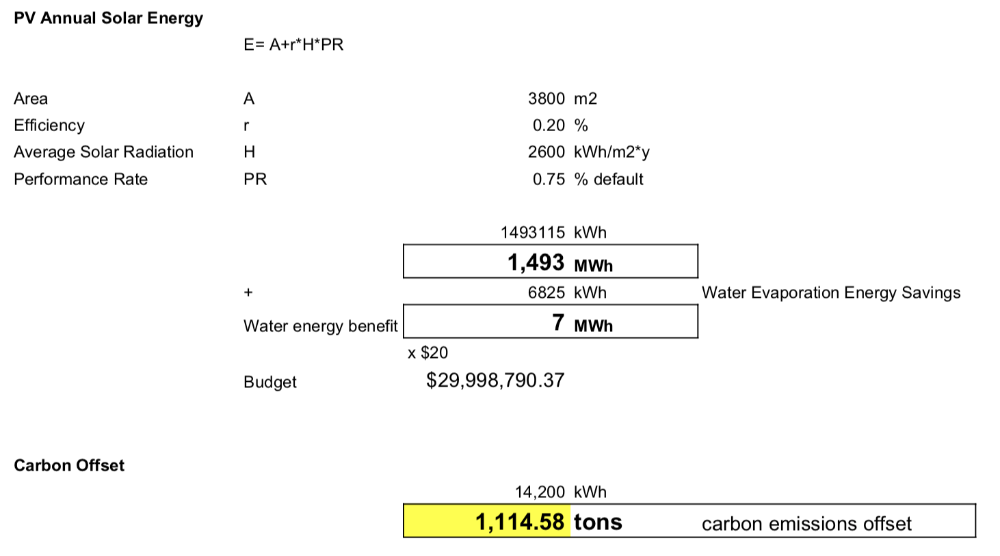 PV Annual Solar Energy
E= A+r*H*PR
Area A 3800 m2
Efficiency r 0.20 %
Average Solar Radiation H 2600 kWh/m2*y
Performance Rate PR 0.75 % default
1493115 kWh
1,493 MWh
+ 6825 kWh Water Evaporation Energy Savings
Water energy benefit 7 MWh
x $20
Budget $29,998,790.37
Carbon Offset
14,200 kWh
1,114.58 tons carbon emissions offset